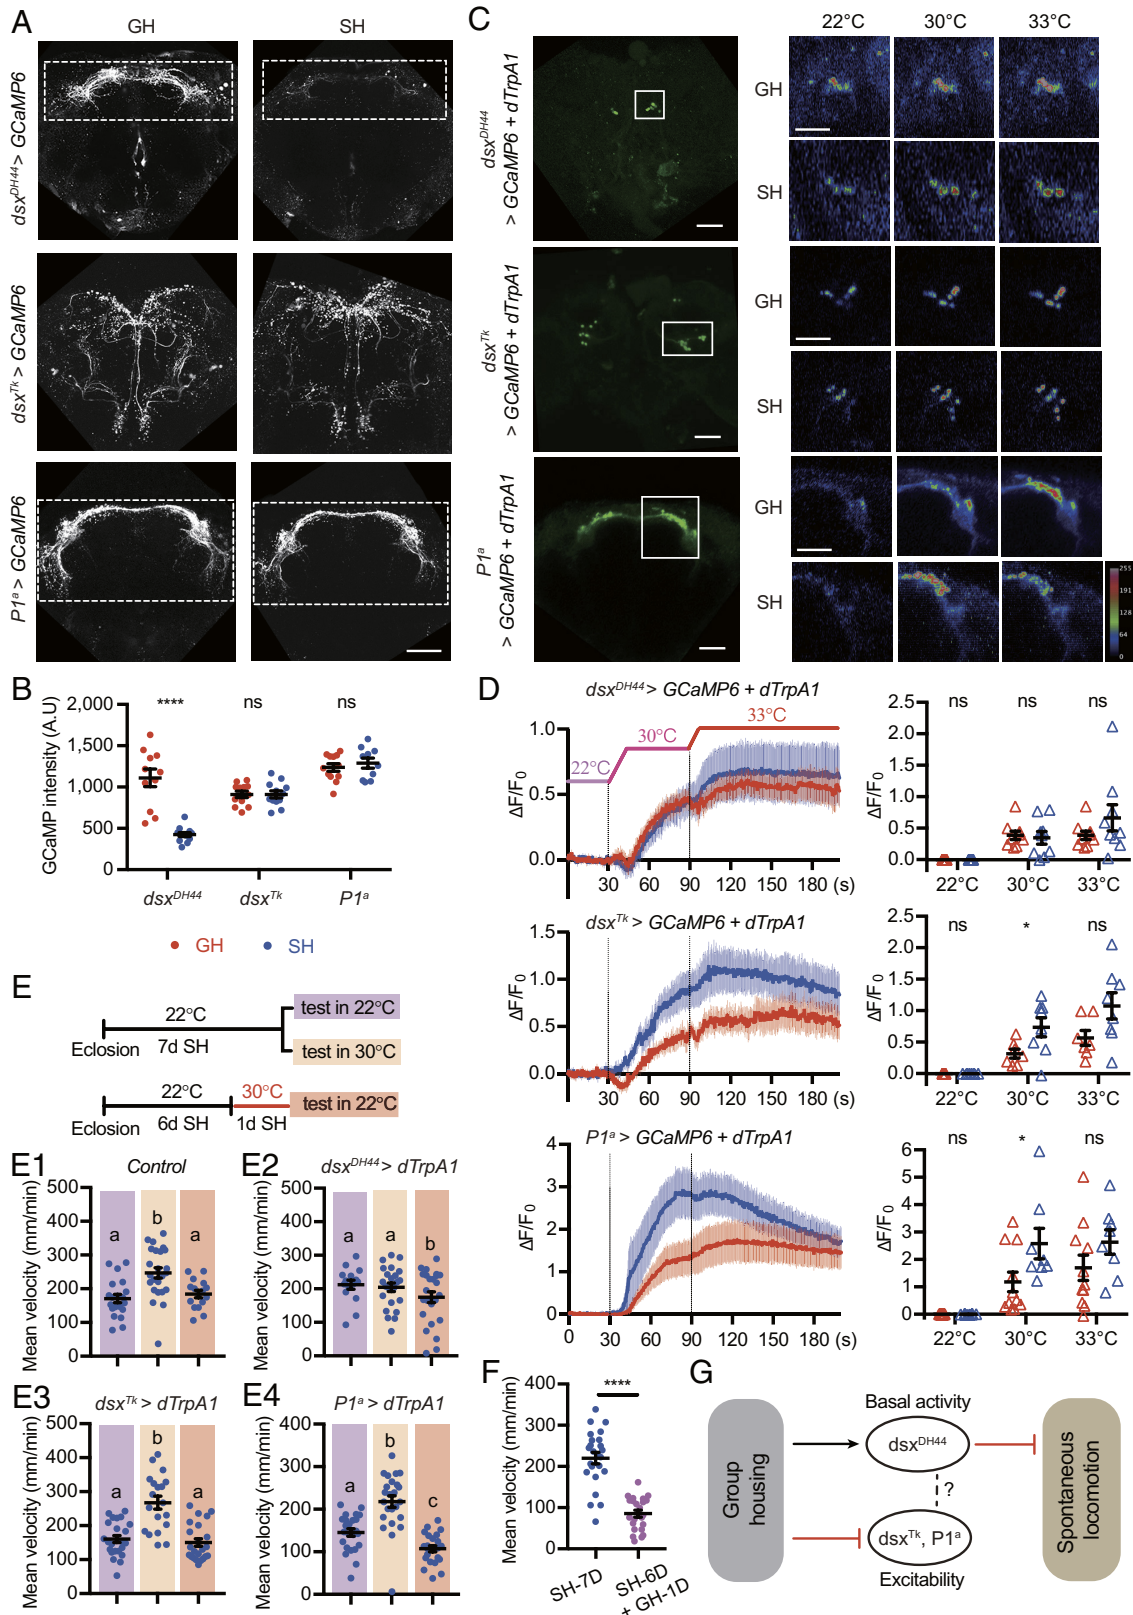 A
GH
SH
dsxDH44 > GCaMP6
dsxTk > GCaMP6
P1a > GCaMP6
B
2,000
1,500
1,000
500
0
GCaMP intensity (A.U)
****
ns
ns
dsxDH44
dsxTk
P1a
GH
SH
C
22°C
30°C
33°C
dsxDH44
> GCaMP6 + dTrpA1
GH
SH
dsxTk
> GCaMP6 + dTrpA1
GH
SH
P1a
> GCaMP6 + dTrpA1
GH
SH
255
191
128
64
0
D
dsxDH44 > GCaMP6 + dTrpA1
22°C
30°C
33°C
ΔF/F0
1.0
0.5
0.0
30
60
90
120
150
180
(s)
ΔF/F0
2.5
2.0
1.5
1.0
0.5
0.0
ns
ns
ns
22°C
30°C
33°C
dsxTk > GCaMP6 + dTrpA1
ΔF/F0
1.5
1.0
0.5
0.0
30
60
90
120
150
180
(s)
ΔF/F0
2.5
2.0
1.5
1.0
0.5
0.0
ns
*
ns
22°C
30°C
33°C
P1a > GCaMP6 + dTrpA1
ΔF/F0
4
3
2
1
0
0
30
60
90
120
150
180
(s)
ΔF/F0
6
5
4
3
2
1
0
ns
*
ns
22°C
30°C
33°C
E
22°C
Eclosion
7d SH
test in 22°C
test in 30°C
22°C
30°C
Eclosion
6d SH
1d SH
test in 22°C
E1
Control
Mean velocity (mm/min)
500
400
300
200
100
0
a
b
a
E2
dsxDH44 > dTrpA1
Mean velocity (mm/min)
500
400
300
200
100
0
a
a
b
E3
dsxTk > dTrpA1
Mean velocity (mm/min)
500
400
300
200
100
0
a
b
a
E4
P1a > dTrpA1
Mean velocity (mm/min)
400
300
200
100
0
a
b
c
F
Mean velocity (mm/min)
400
300
200
100
0
****
SH-7D
SH-6D
+ GH-1D
G
Group
housing
Basal activity
dsxDH44
?
dsxTk, P1a
Excitability
Spontaneous
locomotion